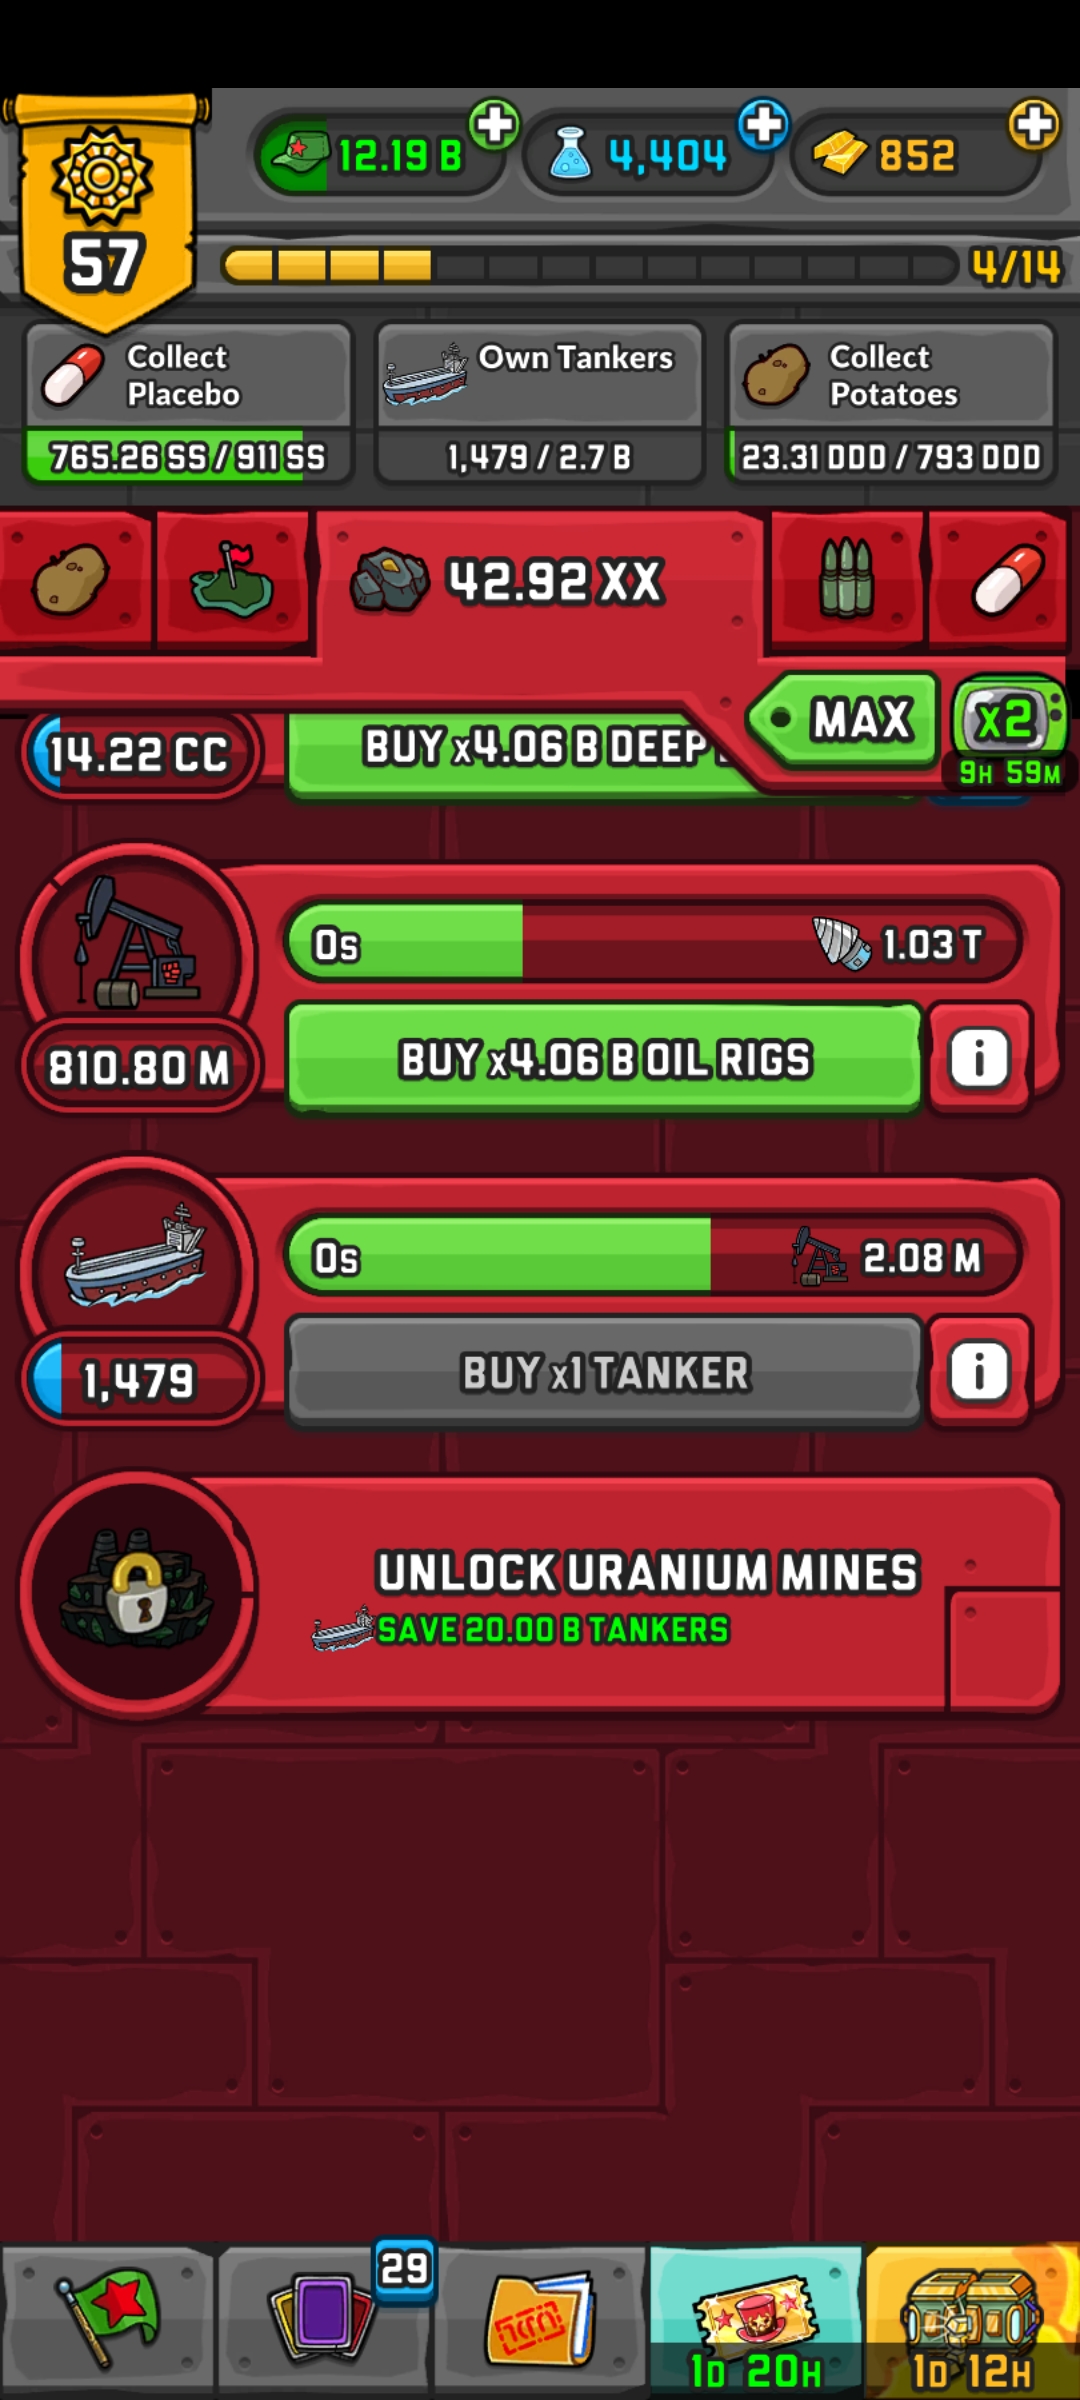 12.19 B
4,404
852
57
4/14
Collect
Placebo
765.26 SS / 911 SS
Own Tankers
1,479 / 2.7 B
Collect
Potatoes
23.31 DDD / 793 DDD
42.92 XX
MAX
x2
9H 59M
14.22 CC
BUY x4.06 B DEEP
0s
1.03 T
810.80 M
BUY x4.06 B OIL RIGS
i
0s
2.08 M
1,479
BUY x1 TANKER
i
UNLOCK URANIUM MINES
SAVE 20.00 B TANKERS
29
1D 20H
1D 12H